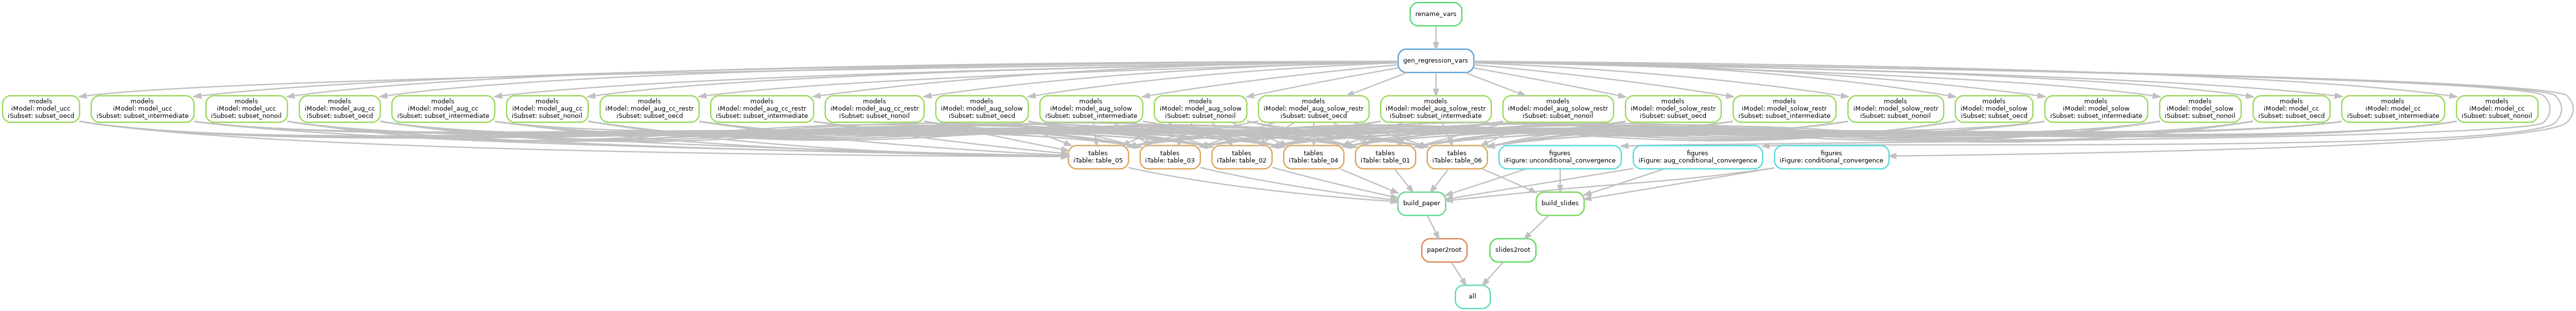 rename_vars
gen_regression_vars
models
iModel: model_ucc
iSubset: subset_oecd
models
iModel: model_ucc
iSubset: subset_intermediate
models
iModel: model_ucc
iSubset: subset_nonoil
models
iModel: model_aug_cc
iSubset: subset_oecd
models
iModel: model_aug_cc
iSubset: subset_intermediate
models
iModel: model_aug_cc
iSubset: subset_nonoil
models
iModel: model_aug_cc_restr
iSubset: subset_oecd
models
iModel: model_aug_cc_restr
iSubset: subset_intermediate
models
iModel: model_aug_cc_restr
iSubset: subset_nonoil
models
iModel: model_aug_solow
iSubset: subset_oecd
models
iModel: model_aug_solow
iSubset: subset_intermediate
models
iModel: model_aug_solow
iSubset: subset_nonoil
models
iModel: model_aug_solow_restr
iSubset: subset_oecd
models
iModel: model_aug_solow_restr
iSubset: subset_intermediate
models
iModel: model_aug_solow_restr
iSubset: subset_nonoil
models
iModel: model_solow_restr
iSubset: subset_oecd
models
iModel: model_solow_restr
iSubset: subset_intermediate
models
iModel: model_solow_restr
iSubset: subset_nonoil
models
iModel: model_solow
iSubset: subset_oecd
models
iModel: model_solow
iSubset: subset_intermediate
models
iModel: model_solow
iSubset: subset_nonoil
models
iModel: model_cc
iSubset: subset_oecd
models
iModel: model_cc
iSubset: subset_intermediate
models
iModel: model_cc
iSubset: subset_nonoil
tables
iTable: table_05
tables
iTable: table_03
tables
iTable: table_02
tables
iTable: table_04
tables
iTable: table_01
tables
iTable: table_06
figures
iFigure: unconditional_convergence
figures
iFigure: aug_conditional_convergence
figures
iFigure: conditional_convergence
build_paper
build_slides
paper2root
slides2root
all